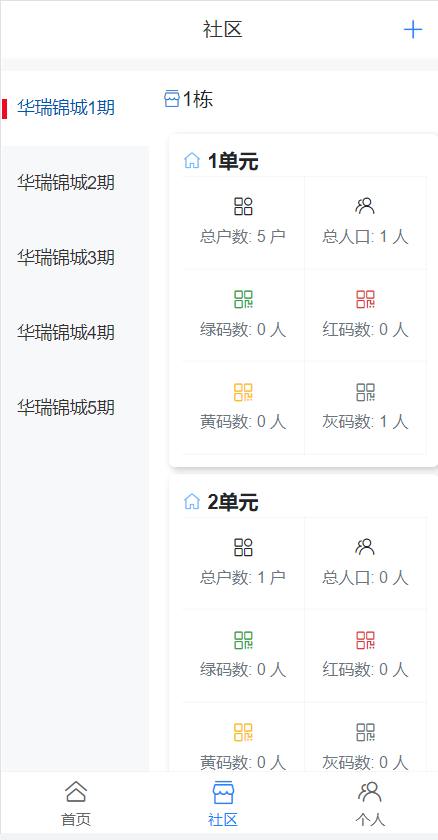 社区
华瑞锦城1期
华瑞锦城2期
华瑞锦城3期
华瑞锦城4期
华瑞锦城5期
1栋
1单元
总户数: 5 户 总人口: 1 人
绿码数: 0 人 红码数: 0 人
黄码数: 0 人 灰码数: 1 人
2单元
总户数: 1 户 总人口: 0 人
绿码数: 0 人 红码数: 0 人
黄码数: 0 人 灰码数: 0 人
首页 社区 个人